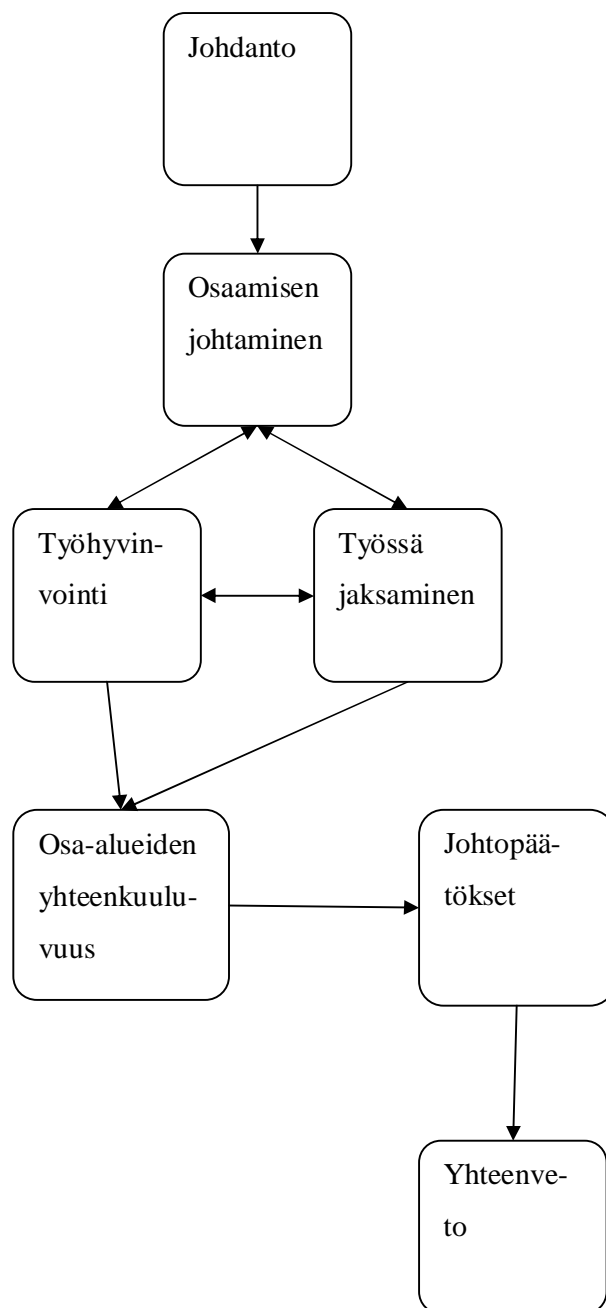 Johdanto
Osaamisen
johtaminen
Työhyvin-
vointi
Työssä
jaksaminen
Osa-alueiden
yhteenkuulu-
vuus
Johtopää-
tökset
Yhteenve-
to